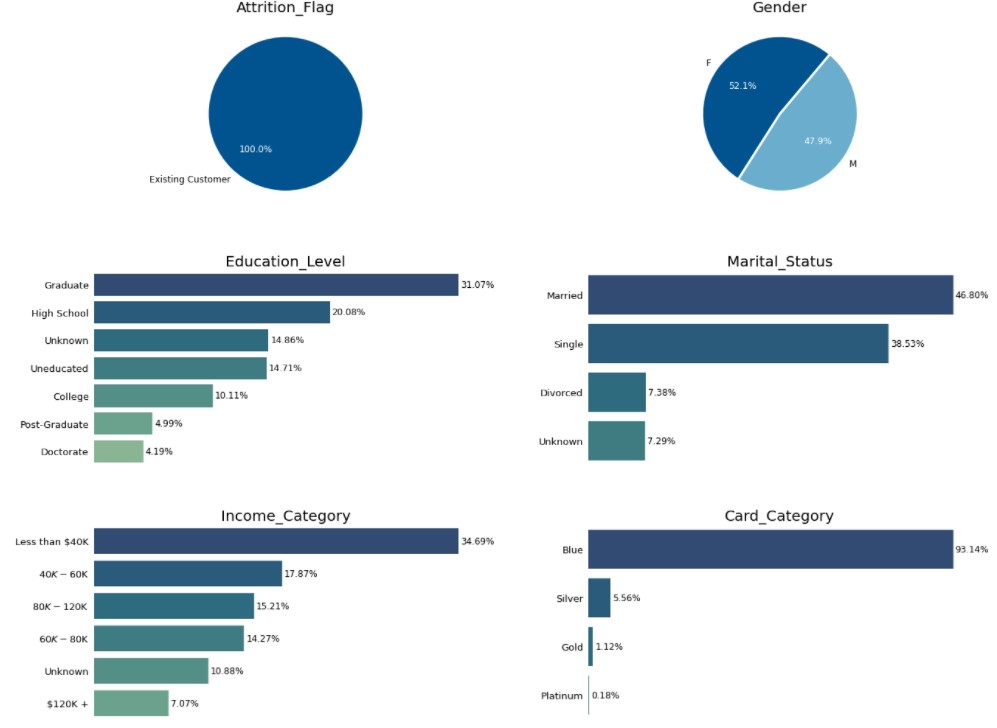 Attrition_Flag
100.0%
Existing Customer
Gender
F
52.1%
47.9%
M
Education_Level
Graduate 31.07%
High School 20.08%
Unknown 14.86%
Uneducated 14.71%
College 10.11%
Post-Graduate 4.99%
Doctorate 4.19%
Marital_Status
Married 46.80%
Single 38.53%
Divorced 7.38%
Unknown 7.29%
Income_Category
Less than $40K 34.69%
40K − 60K 17.87%
80K − 120K 15.21%
60K − 80K 14.27%
Unknown 10.88%
$120K + 7.07%
Card_Category
Blue 93.14%
Silver 5.56%
Gold 1.12%
Platinum 0.18%